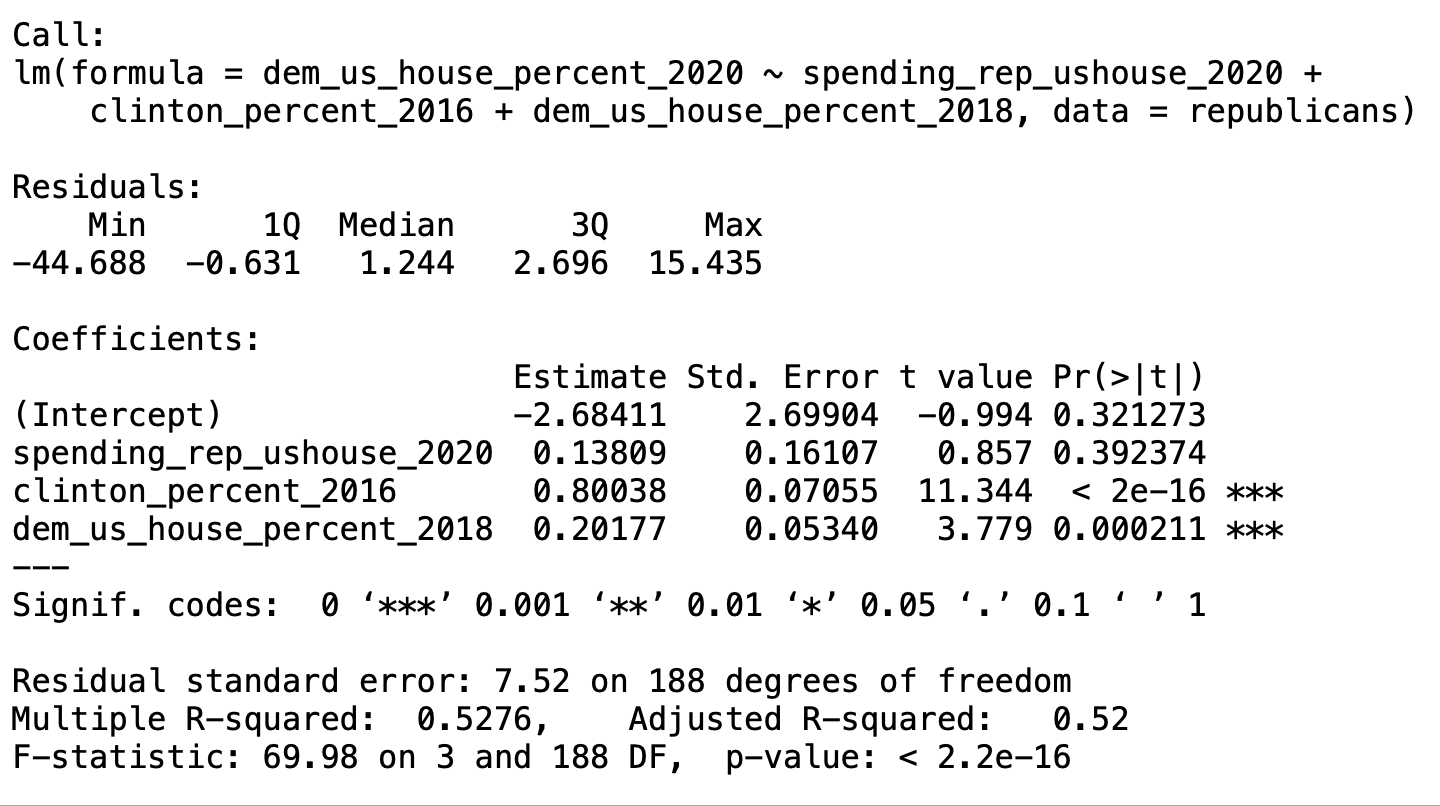 Call:
lm(formula = dem_us_house_percent_2020 ~ spending_rep_ushouse_2020 +
    clinton_percent_2016 + dem_us_house_percent_2018, data = republicans)

Residuals:
    Min      1Q  Median      3Q     Max
−44.688  −0.631   1.244   2.696  15.435

Coefficients:
                          Estimate Std. Error t value Pr(>|t|)
(Intercept)               −2.68411    2.69904  −0.994 0.321273
spending_rep_ushouse_2020  0.13809    0.16107   0.857 0.392374
clinton_percent_2016       0.80038    0.07055  11.344  < 2e−16 ***
dem_us_house_percent_2018  0.20177    0.05340   3.779 0.000211 ***
−−−
Signif. codes:  0 ‘***’ 0.001 ‘**’ 0.01 ‘*’ 0.05 ‘.’ 0.1 ‘ ’ 1

Residual standard error: 7.52 on 188 degrees of freedom
Multiple R−squared:  0.5276,    Adjusted R−squared:   0.52
F−statistic: 69.98 on 3 and 188 DF,  p−value: < 2.2e−16